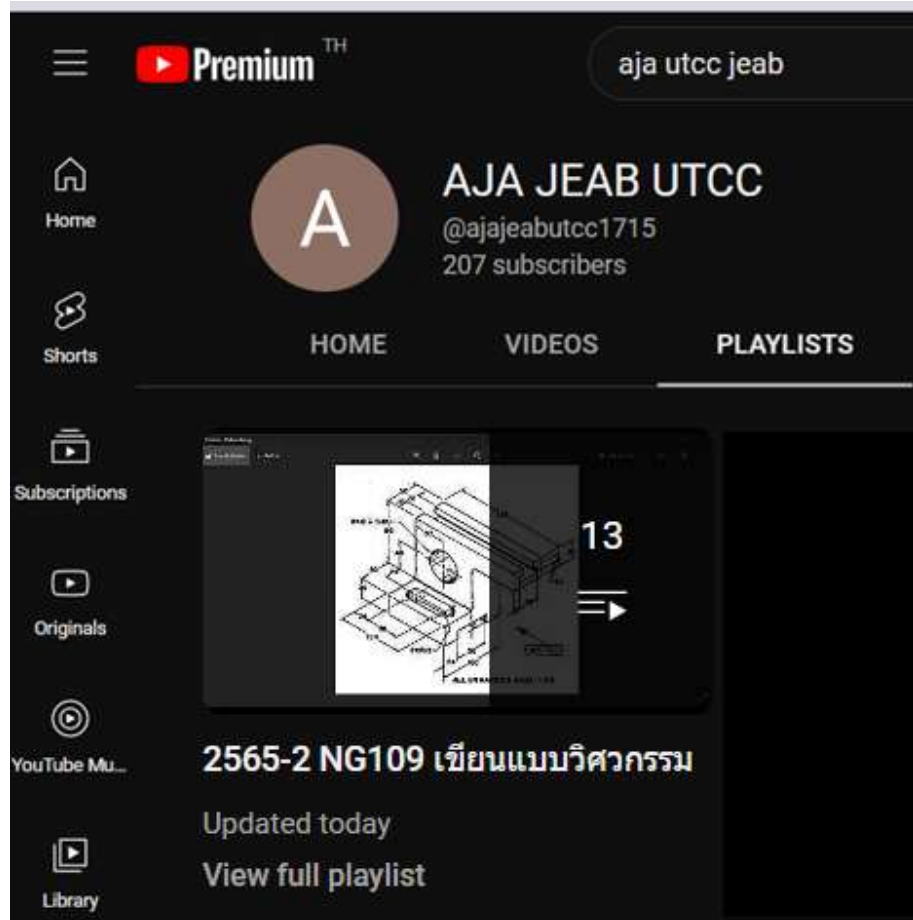 Premium TH
aja utcc jeab
Home
Shorts
Subscriptions
Originals
YouTube Mu...
Library
A
AJA JEAB UTCC
@ajajeabutcc1715
207 subscribers
HOME VIDEOS PLAYLISTS
13
2565-2 NG109 เขียนแบบวิศวกรรม
Updated today
View full playlist